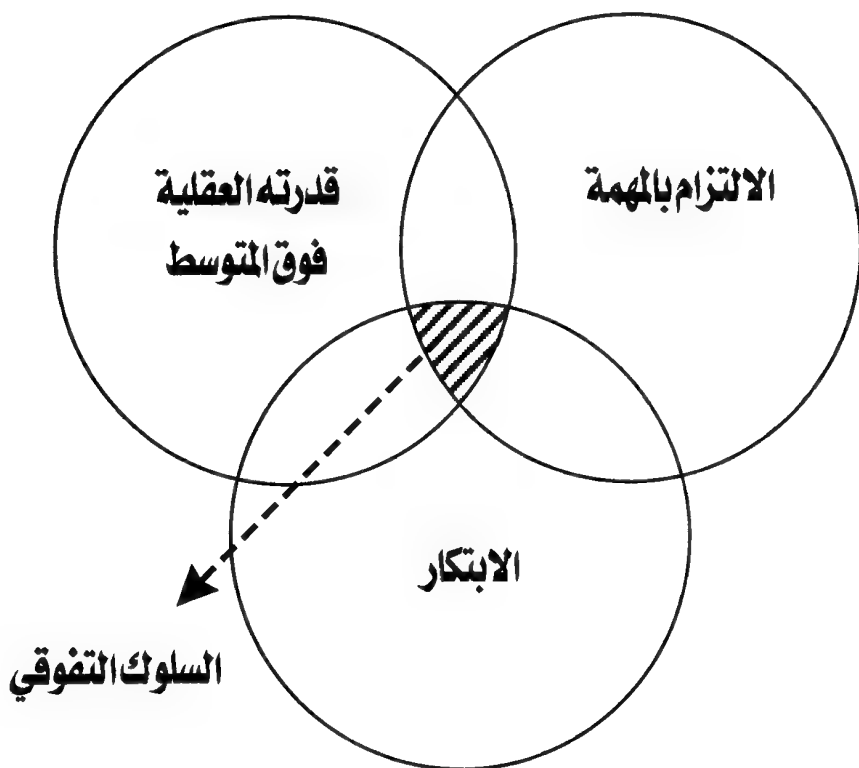 الالتزام بالمهمة
قدرته العقلية
فوق المتوسط
الابتكار
السلوك التفوقي